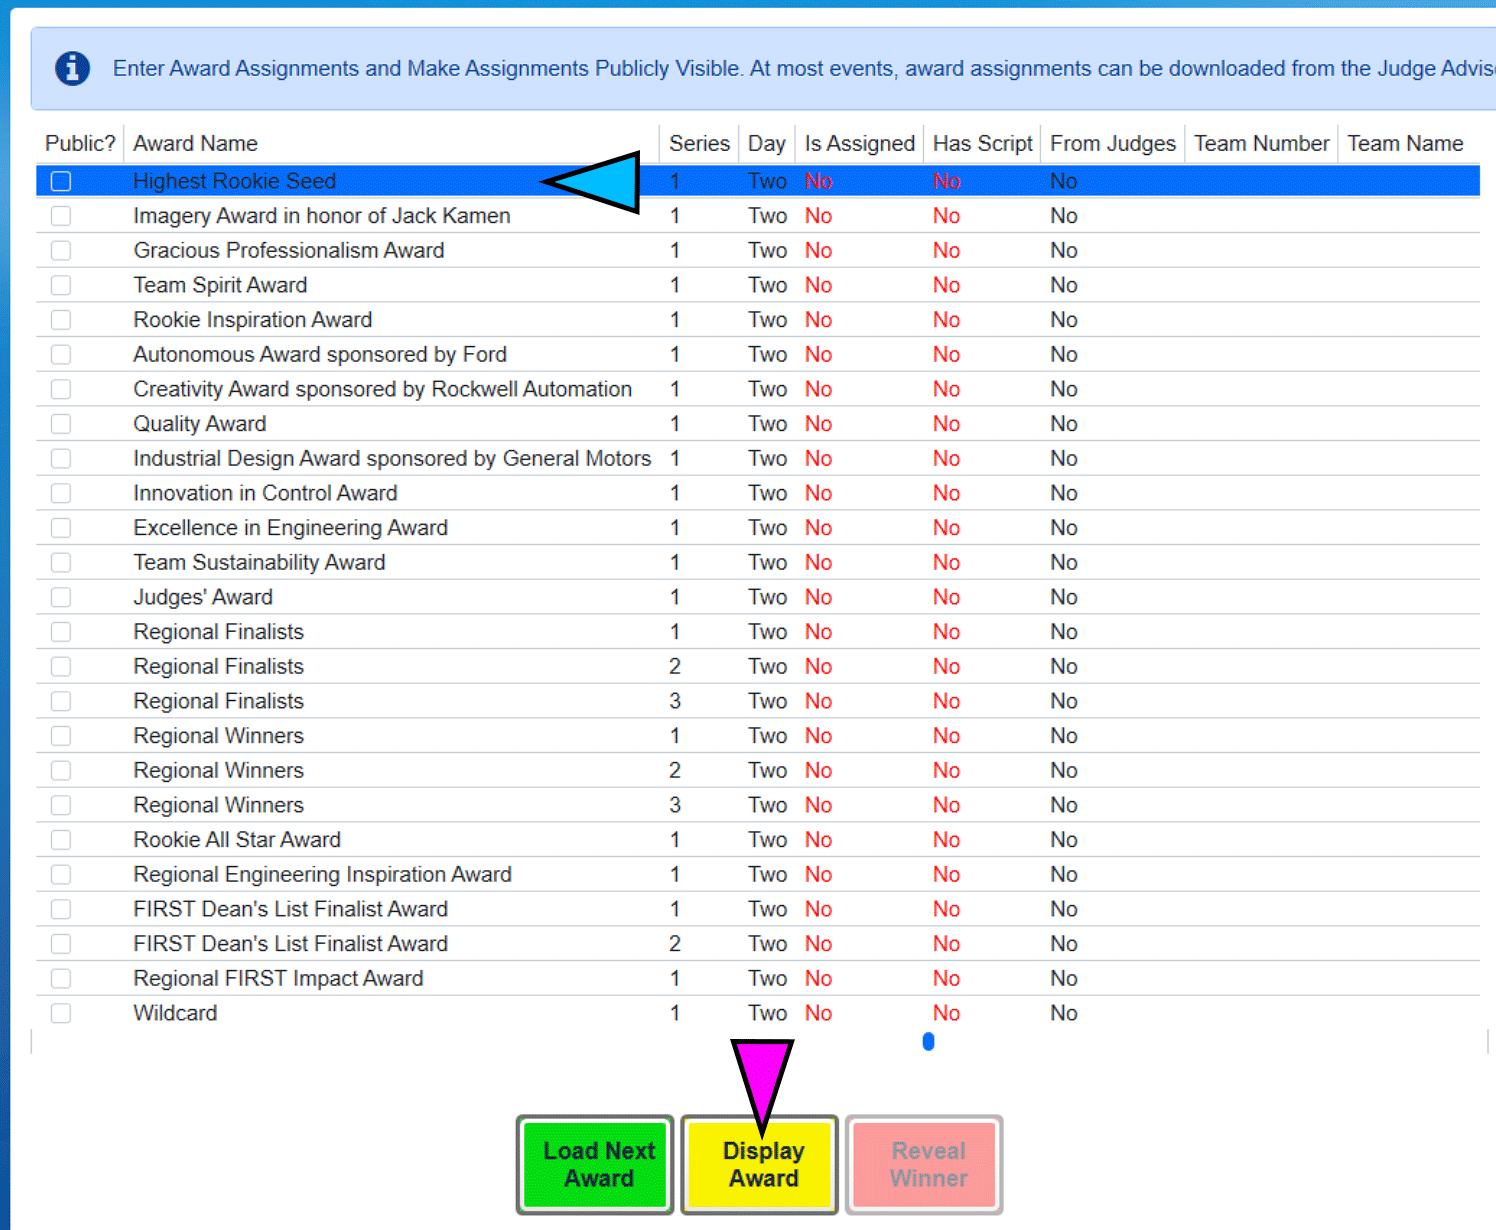 Enter Award Assignments and Make Assignments Publicly Visible. At most events, award assignments can be downloaded from the Judge Advis
Public? Award Name Series Day Is Assigned Has Script From Judges Team Number Team Name
Highest Rookie Seed 1 Two No No No
Imagery Award in honor of Jack Kamen 1 Two No No No
Gracious Professionalism Award 1 Two No No No
Team Spirit Award 1 Two No No No
Rookie Inspiration Award 1 Two No No No
Autonomous Award sponsored by Ford 1 Two No No No
Creativity Award sponsored by Rockwell Automation 1 Two No No No
Quality Award 1 Two No No No
Industrial Design Award sponsored by General Motors 1 Two No No No
Innovation in Control Award 1 Two No No No
Excellence in Engineering Award 1 Two No No No
Team Sustainability Award 1 Two No No No
Judges' Award 1 Two No No No
Regional Finalists 1 Two No No No
Regional Finalists 2 Two No No No
Regional Finalists 3 Two No No No
Regional Winners 1 Two No No No
Regional Winners 2 Two No No No
Regional Winners 3 Two No No No
Rookie All Star Award 1 Two No No No
Regional Engineering Inspiration Award 1 Two No No No
FIRST Dean's List Finalist Award 1 Two No No No
FIRST Dean's List Finalist Award 2 Two No No No
Regional FIRST Impact Award 1 Two No No No
Wildcard 1 Two No No No
Load Next
Award
Display
Award
Reveal
Winner